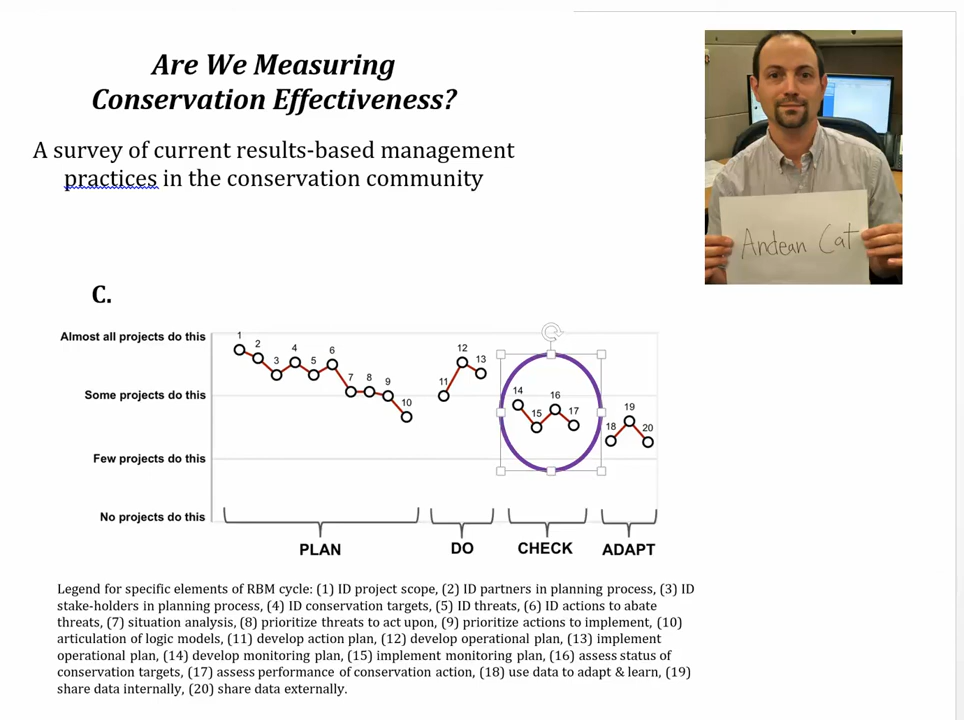 Are We Measuring
Conservation Effectiveness?
A survey of current results-based management
practices in the conservation community
Andean Cat
C.
Almost all projects do this
Some projects do this
Few projects do this
No projects do this
1
2
3
4
5
6
7
8
9
10
11
12
13
14
15
16
17
18
19
20
PLAN
DO
CHECK
ADAPT
Legend for specific elements of RBM cycle: (1) ID project scope, (2) ID partners in planning process, (3) ID
stake-holders in planning process, (4) ID conservation targets, (5) ID threats, (6) ID actions to abate
threats, (7) situation analysis, (8) prioritize threats to act upon, (9) prioritize actions to implement, (10)
articulation of logic models, (11) develop action plan, (12) develop operational plan, (13) implement
operational plan, (14) develop monitoring plan, (15) implement monitoring plan, (16) assess status of
conservation targets, (17) assess performance of conservation action, (18) use data to adapt & learn, (19)
share data internally, (20) share data externally.